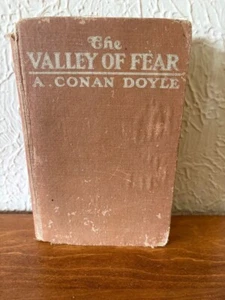 The
VALLEY OF FEAR
A. CONAN DOYLE